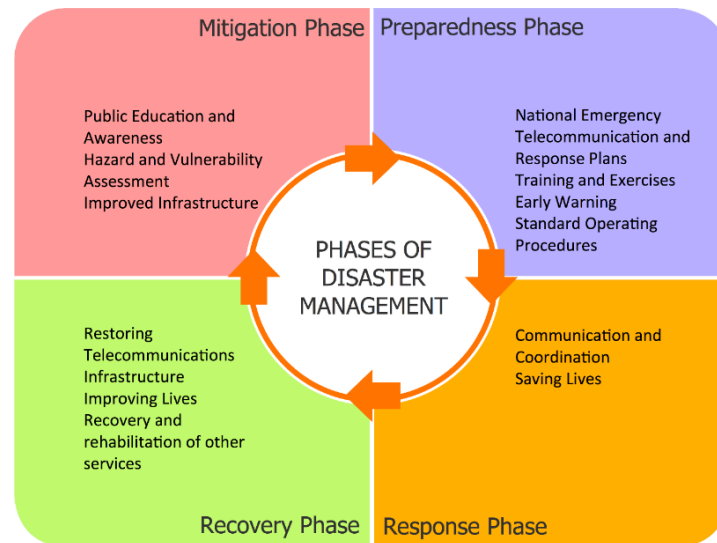 Mitigation Phase
Public Education and
Awareness
Hazard and Vulnerability
Assessment
Improved Infrastructure
Preparedness Phase
National Emergency
Telecommunication and
Response Plans
Training and Exercises
Early Warning
Standard Operating
Procedures
PHASES OF
DISASTER
MANAGEMENT
Restoring
Telecommunications
Infrastructure
Improving Lives
Recovery and
rehabilitation of other
services
Recovery Phase
Communication and
Coordination
Saving Lives
Response Phase